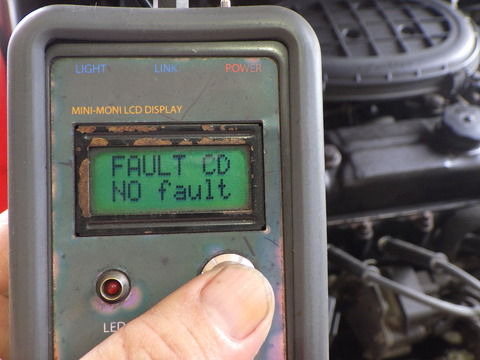 LIGHT LINK POWER
MINI-MONI LCD DISPLAY
FAULT CD
NO fault
LED